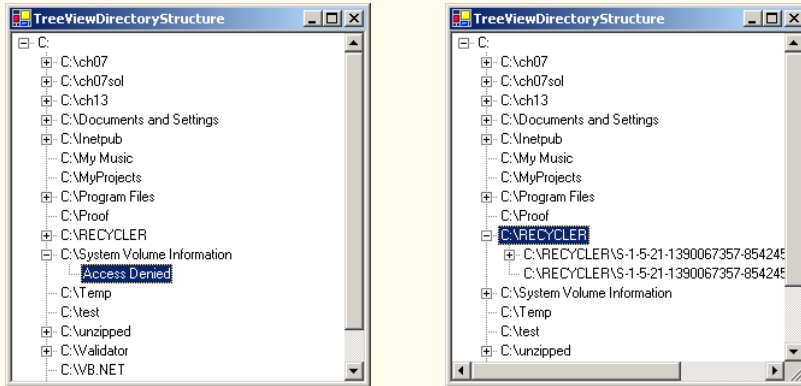 TreeViewDirectoryStructure
C:
C:\ch07
C:\ch07sol
C:\ch13
C:\Documents and Settings
C:\Inetpub
C:\My Music
C:\MyProjects
C:\Program Files
C:\Proof
C:\RECYCLER
C:\System Volume Information
Access Denied
C:\Temp
C:\test
C:\unzipped
C:\Validator
C:\VB.NET
TreeViewDirectoryStructure
C:
C:\ch07
C:\ch07sol
C:\ch13
C:\Documents and Settings
C:\Inetpub
C:\My Music
C:\MyProjects
C:\Program Files
C:\Proof
C:\RECYCLER
C:\RECYCLER\S-1-5-21-1390067357-854245
C:\RECYCLER\S-1-5-21-1390067357-854245
C:\System Volume Information
C:\Temp
C:\test
C:\unzipped